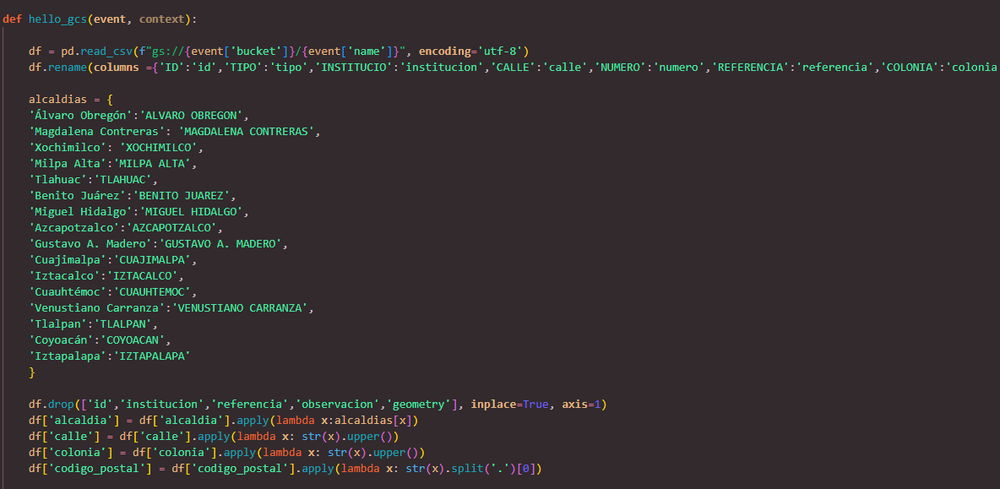 def hello_gcs(event, context):
df = pd.read_csv(f"gs://{event['bucket']}/{event['name']}", encoding='utf-8')
df.rename(columns ={'ID':'id','TIPO':'tipo','INSTITUCIO':'institucion','CALLE':'calle','NUMERO':'numero','REFERENCIA':'referencia','COLONIA':'colonia
alcaldias = {
'Álvaro Obregón':'ALVARO OBREGON',
'Magdalena Contreras': 'MAGDALENA CONTRERAS',
'Xochimilco': 'XOCHIMILCO',
'Milpa Alta':'MILPA ALTA',
'Tlahuac':'TLAHUAC',
'Benito Juárez':'BENITO JUAREZ',
'Miguel Hidalgo':'MIGUEL HIDALGO',
'Azcapotzalco':'AZCAPOTZALCO',
'Gustavo A. Madero':'GUSTAVO A. MADERO',
'Cuajimalpa':'CUAJIMALPA',
'Iztacalco':'IZTACALCO',
'Cuauhtémoc':'CUAUHTEMOC',
'Venustiano Carranza':'VENUSTIANO CARRANZA',
'Tlalpan':'TLALPAN',
'Coyoacán':'COYOACAN',
'Iztapalapa':'IZTAPALAPA'
}
df.drop(['id','institucion','referencia','observacion','geometry'], inplace=True, axis=1)
df['alcaldia'] = df['alcaldia'].apply(lambda x:alcaldias[x])
df['calle'] = df['calle'].apply(lambda x: str(x).upper())
df['colonia'] = df['colonia'].apply(lambda x: str(x).upper())
df['codigo_postal'] = df['codigo_postal'].apply(lambda x: str(x).split('.')[0])